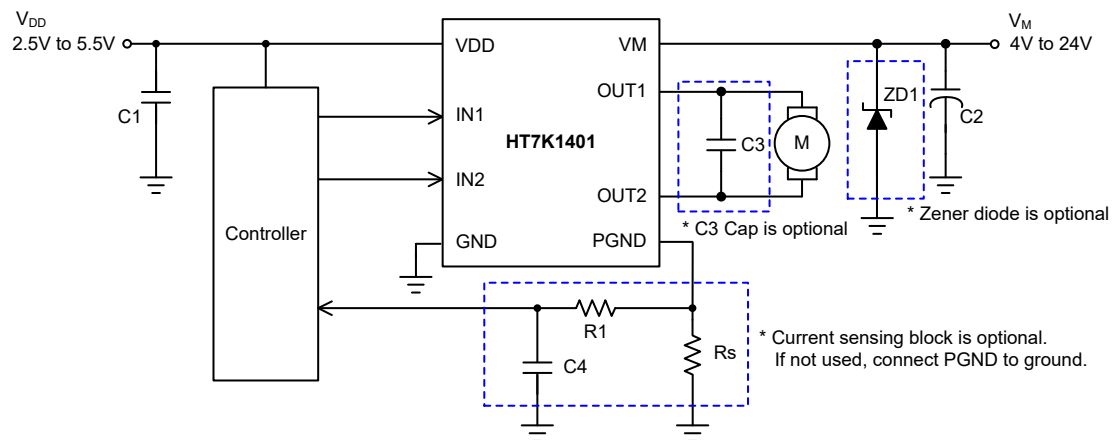 VDD
2.5V to 5.5V
C1
Controller
VDD
IN1
IN2
GND
HT7K1401
VM
OUT1
OUT2
PGND
C3
M
* C3 Cap is optional
VM
4V to 24V
ZD1
C2
* Zener diode is optional
R1
C4
Rs
* Current sensing block is optional.
If not used, connect PGND to ground.